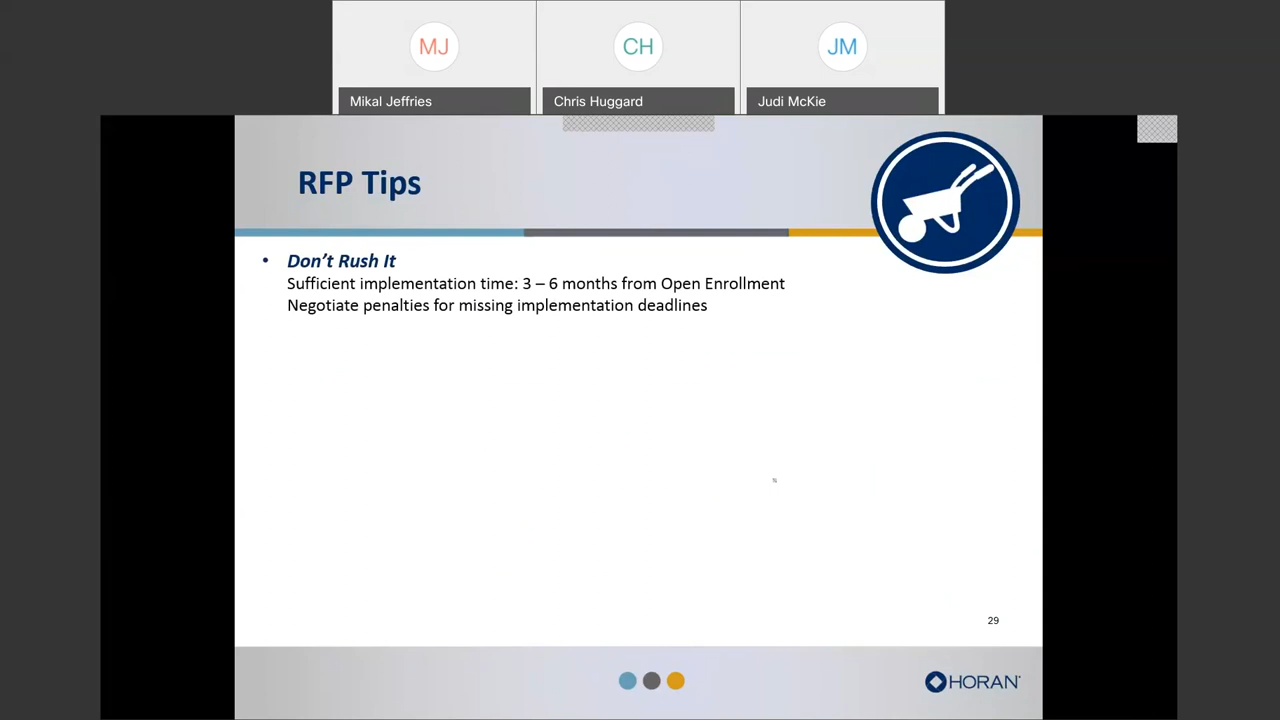 MJ
CH
JM
Mikal Jeffries
Chris Huggard
Judi McKie
RFP Tips
• Don’t Rush It
Sufficient implementation time: 3 – 6 months from Open Enrollment
Negotiate penalties for missing implementation deadlines
29
HORAN